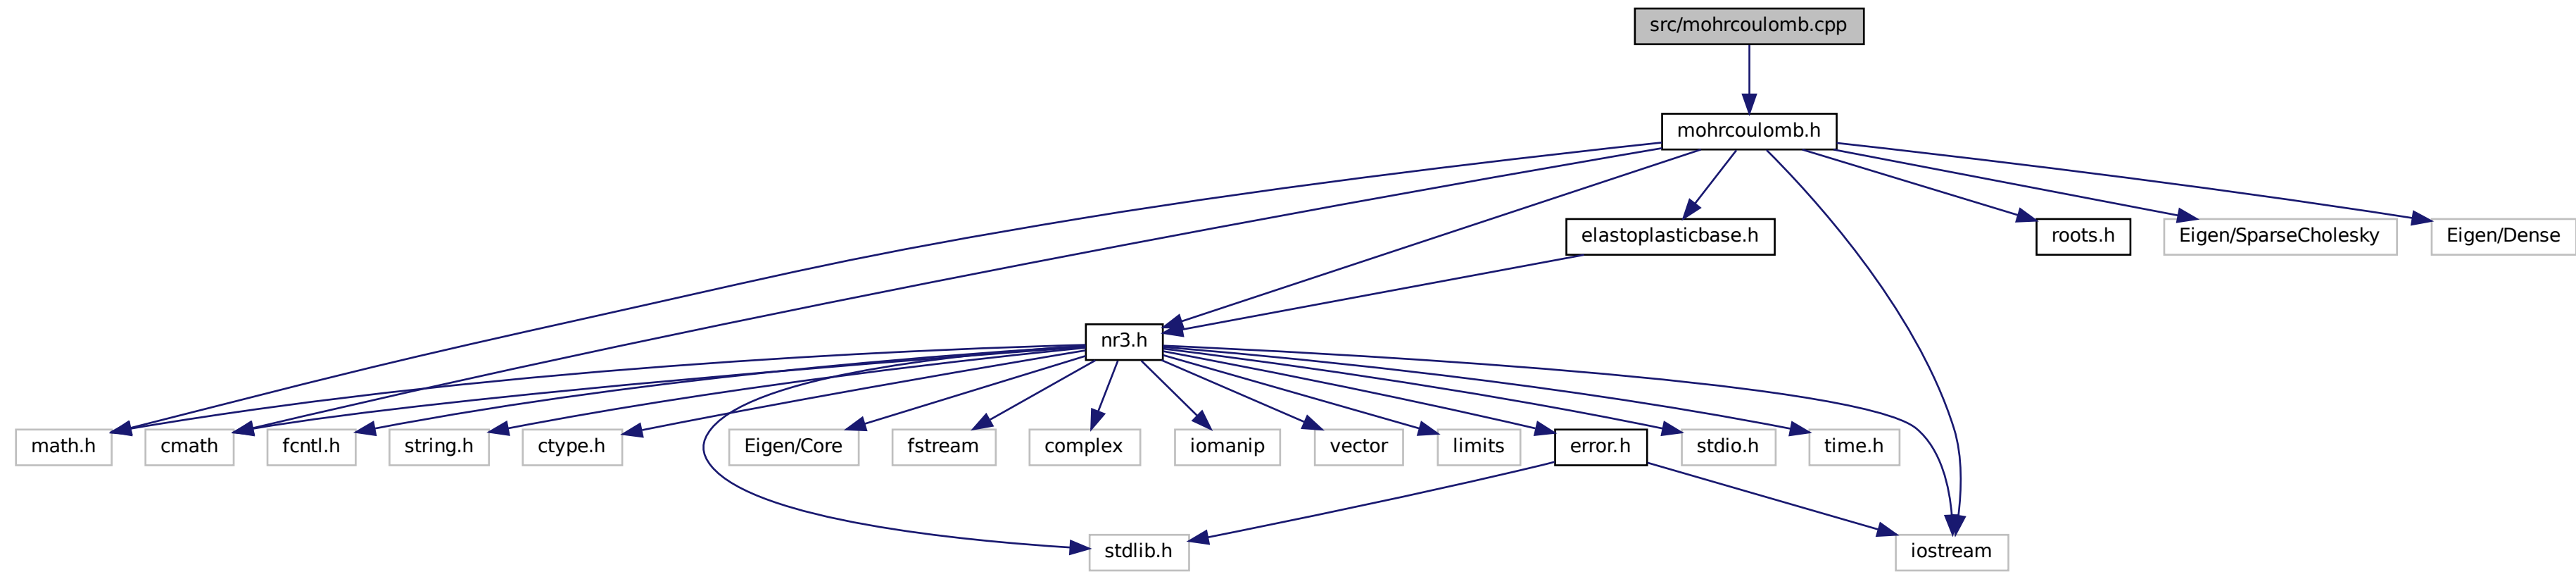 src/mohrcoulomb.cpp
mohrcoulomb.h
elastoplasticbase.h
roots.h
Eigen/SparseCholesky
Eigen/Dense
nr3.h
math.h
cmath
fcntl.h
string.h
ctype.h
Eigen/Core
fstream
complex
iomanip
vector
limits
error.h
stdio.h
time.h
stdlib.h
iostream